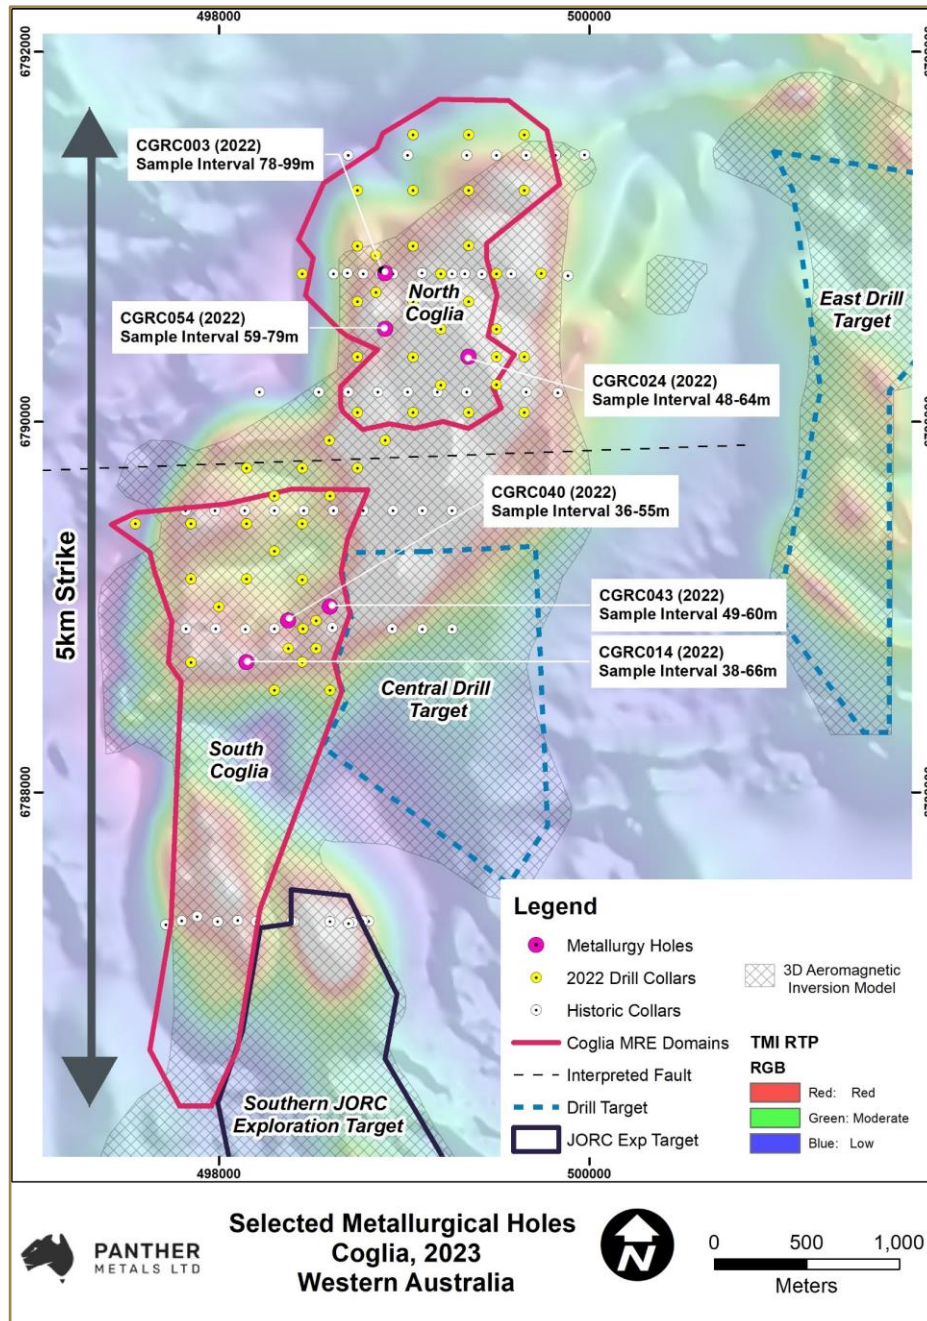 498000
500000
6792000
CGRC003 (2022)
Sample Interval 78-99m
North
Coglia
East Drill
Target
CGRC054 (2022)
Sample Interval 59-79m
CGRC024 (2022)
Sample Interval 48-64m
6790000
6790000
CGRC040 (2022)
Sample Interval 36-55m
5km Strike
CGRC043 (2022)
Sample Interval 49-60m
CGRC014 (2022)
Sample Interval 38-66m
Central Drill
Target
South
Coglia
6788000
6788000
Southern JORC
Exploration Target
498000
500000
Legend
Metallurgy Holes
2022 Drill Collars
Historic Collars
Coglia MRE Domains
Interpreted Fault
Drill Target
JORC Exp Target
3D Aeromagnetic
Inversion Model
TMI RTP
RGB
Red: Red
Green: Moderate
Blue: Low
PANTHER
METALS LTD
Selected Metallurgical Holes
Coglia, 2023
Western Australia
N
0 500 1,000
Meters